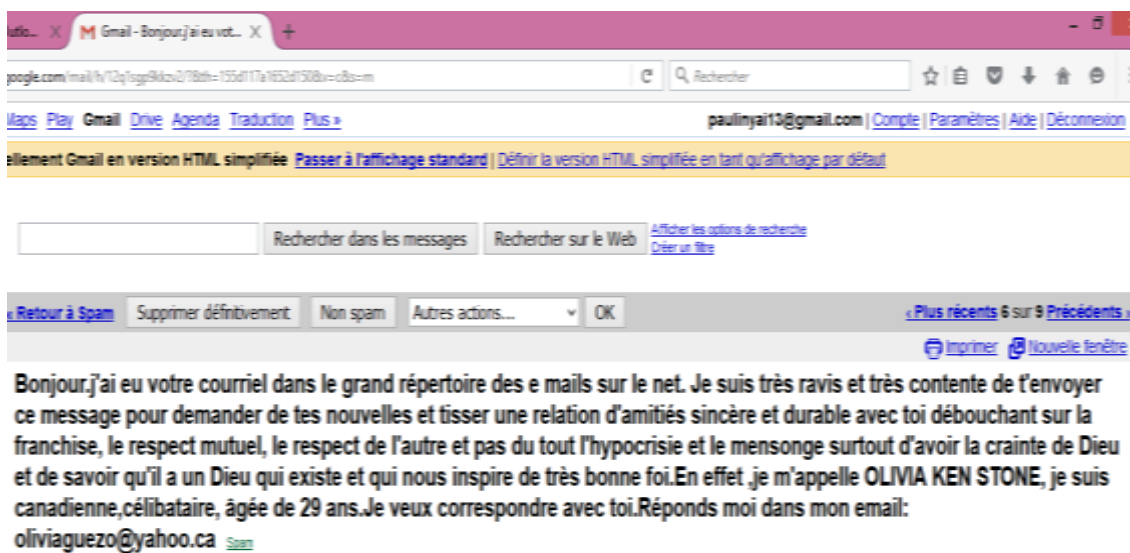 Gmail - Bonjour.j'ai eu vot... X +
google.com/mail/h/ Rechercher
Maps Play Gmail Drive Agenda Traduction Plus »
paulinyai13@gmail.com | Compte | Paramètres | Aide | Déconnexion
ellement Gmail en version HTML simplifiée Passer à l'affichage standard | Définir la version HTML simplifiée en tant qu'affichage par défaut
Rechercher dans les messages Rechercher sur le Web Afficher les options de recherche
Créer un filtre
« Retour à Spam Supprimer définitivement Non spam Autres actions... OK ‹ Plus récents 6 sur 9 Précédents ›
Imprimer Nouvelle fenêtre
Bonjour.j'ai eu votre courriel dans le grand répertoire des e mails sur le net. Je suis très ravis et très contente de t'envoyer
ce message pour demander de tes nouvelles et tisser une relation d'amitiés sincère et durable avec toi débouchant sur la
franchise, le respect mutuel, le respect de l'autre et pas du tout l'hypocrisie et le mensonge surtout d'avoir la crainte de Dieu
et de savoir qu'il a un Dieu qui existe et qui nous inspire de très bonne foi.En effet ,je m'appelle OLIVIA KEN STONE, je suis
canadienne,célibataire, âgée de 29 ans.Je veux correspondre avec toi.Réponds moi dans mon email:
oliviaguezo@yahoo.ca Spam